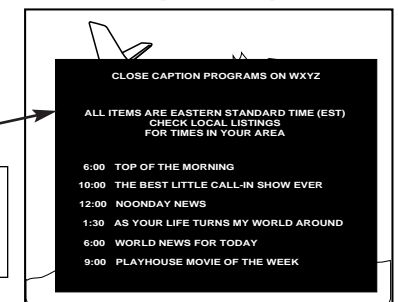 CLOSE CAPTION PROGRAMS ON WXYZ
ALL ITEMS ARE EASTERN STANDARD TIME (EST)
CHECK LOCAL LISTINGS
FOR TIMES IN YOUR AREA
6:00 TOP OF THE MORNING
10:00 THE BEST LITTLE CALL-IN SHOW EVER
12:00 NOONDAY NEWS
1:30 AS YOUR LIFE TURNS MY WORLD AROUND
6:00 WORLD NEWS FOR TODAY
9:00 PLAYHOUSE MOVIE OF THE WEEK